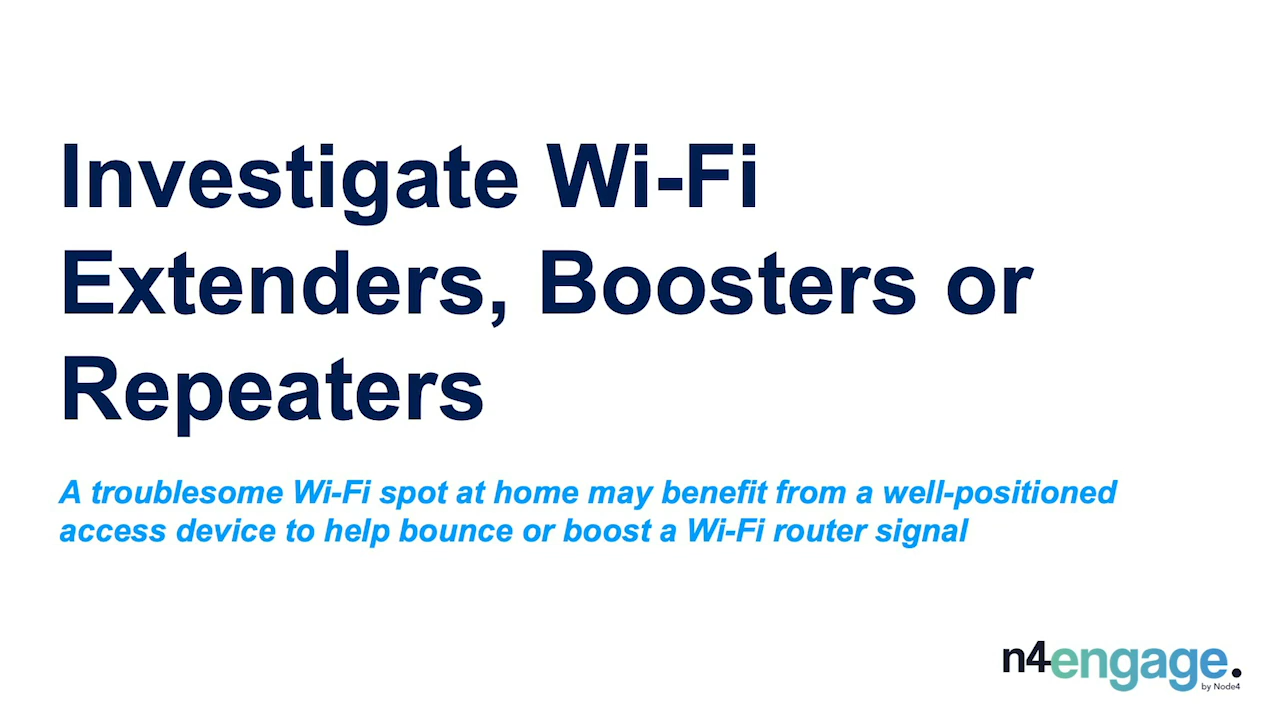 Investigate Wi-Fi
Extenders, Boosters or
Repeaters
A troublesome Wi-Fi spot at home may benefit from a well-positioned
access device to help bounce or boost a Wi-Fi router signal
n4engage.
by Node4